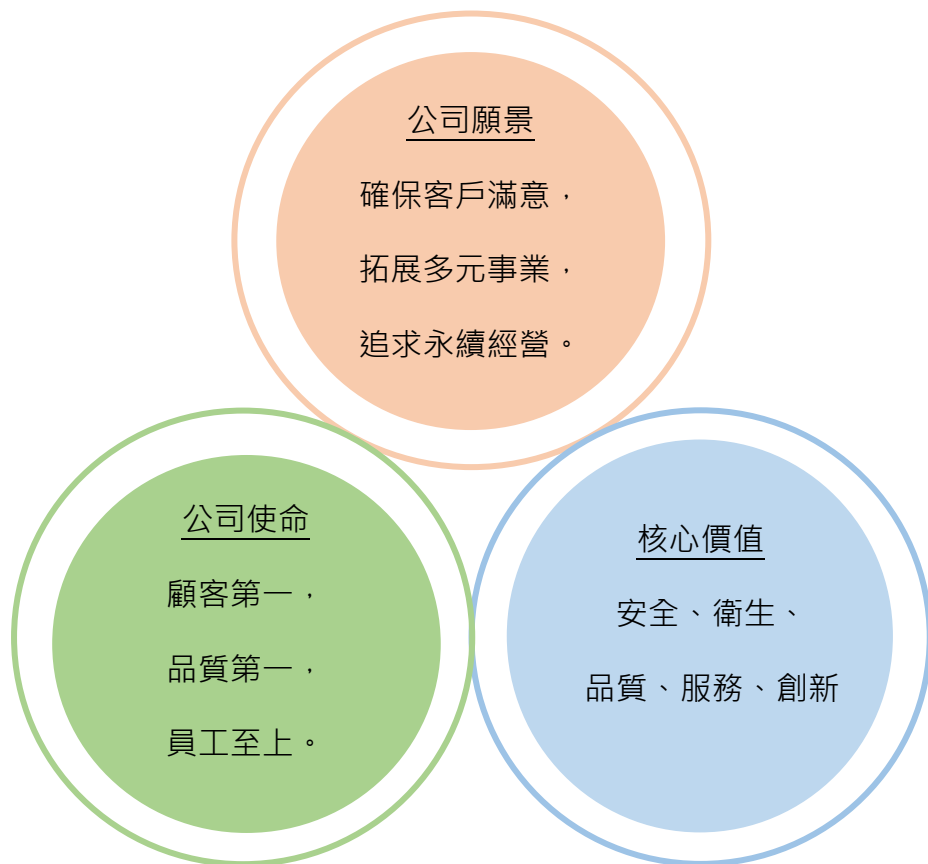 公司願景
確保客戶滿意，
拓展多元事業，
追求永續經營。
公司使命
顧客第一，
品質第一，
員工至上。
核心價值
安全、衛生、
品質、服務、創新